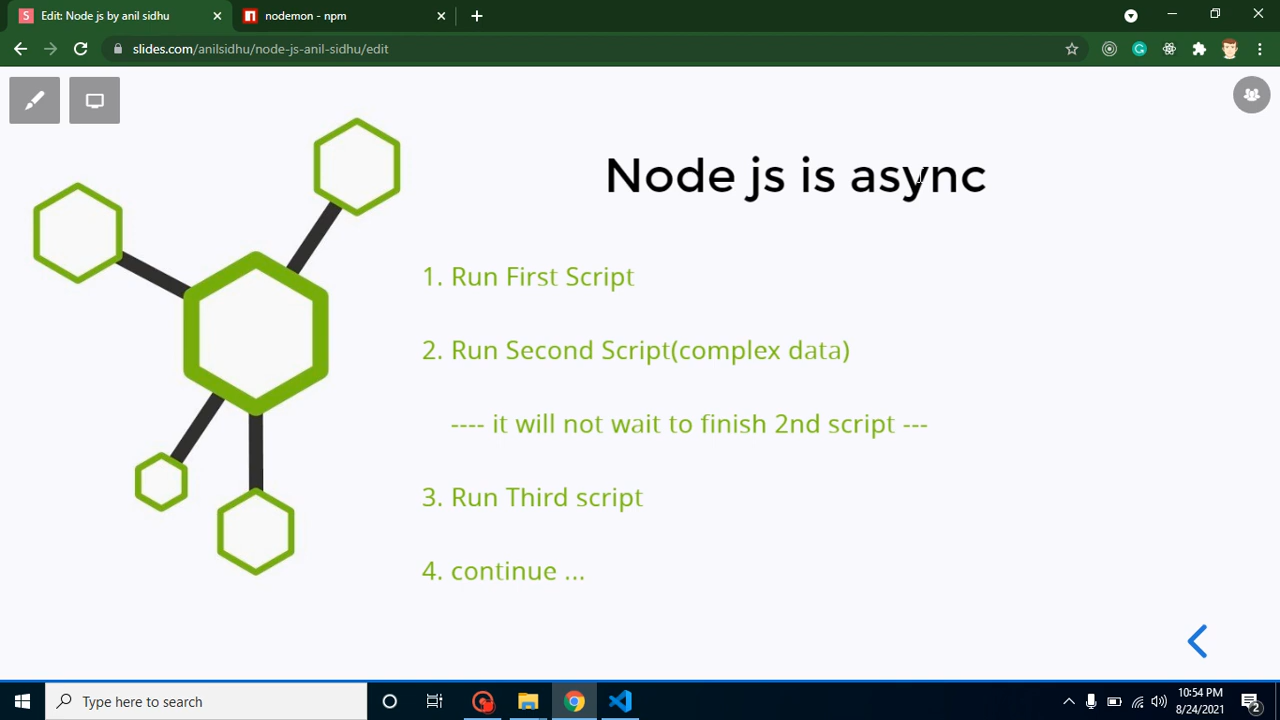 Edit: Node js by anil sidhu
nodemon - npm
slides.com/anilsidhu/node-js-anil-sidhu/edit
Node js is async
1. Run First Script
2. Run Second Script(complex data)
---- it will not wait to finish 2nd script ---
3. Run Third script
4. continue ...
Type here to search
10:54 PM
8/24/2021
2